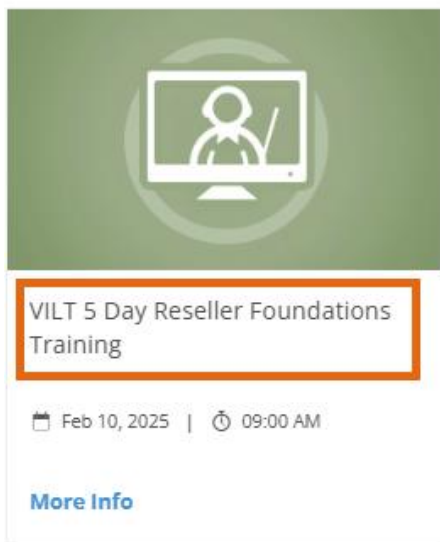 VILT 5 Day Reseller Foundations
Training
Feb 10, 2025 | 09:00 AM
More Info